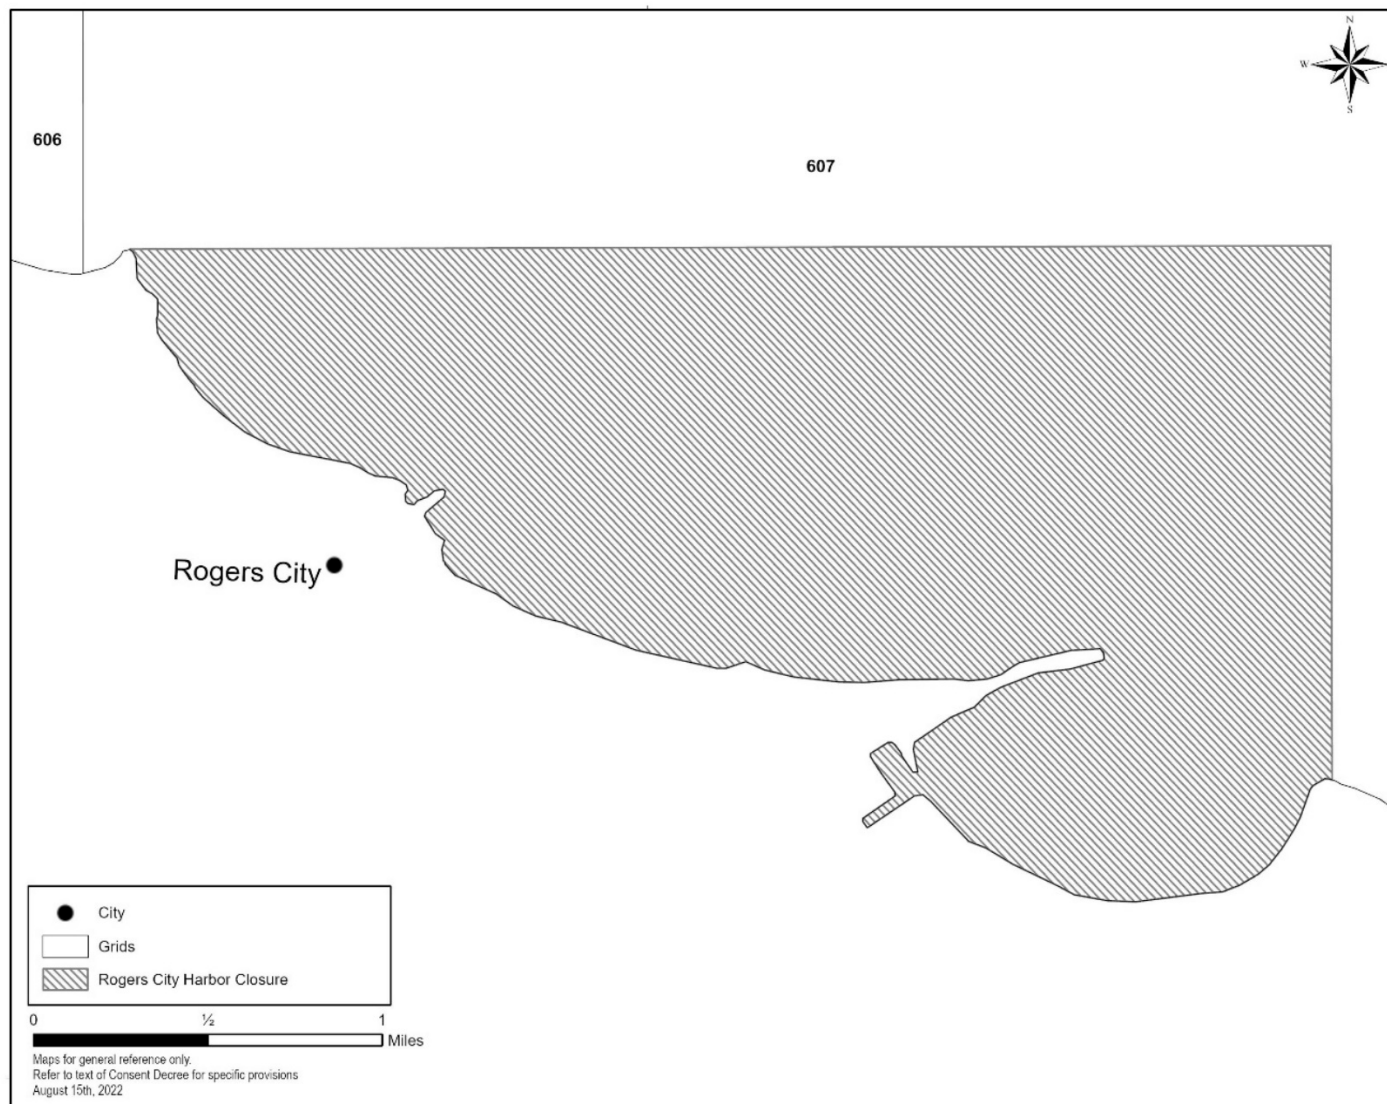 N
W
S
606
607
Rogers City
City
Grids
Rogers City Harbor Closure
0 ½ 1
Miles
Maps for general reference only.
Refer to text of Consent Decree for specific provisions
August 15th, 2022